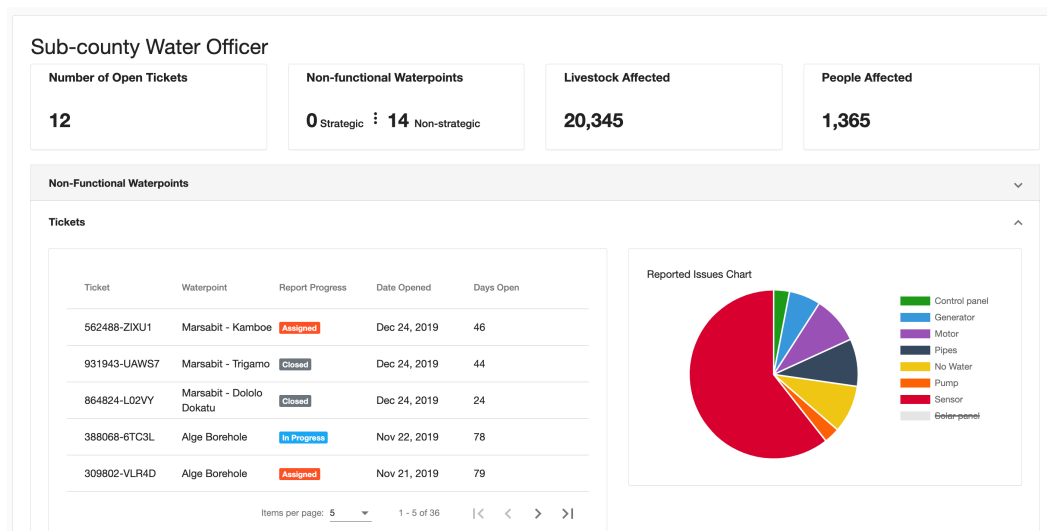 Sub-county Water Officer
Number of Open Tickets
12
Non-functional Waterpoints
0 Strategic 14 Non-strategic
Livestock Affected
20,345
People Affected
1,365
Non-Functional Waterpoints
Tickets
Ticket Waterpoint Report Progress Date Opened Days Open
562488-ZIXU1 Marsabit - Kamboe Assigned Dec 24, 2019 46
931943-UAWS7 Marsabit - Trigamo Closed Dec 24, 2019 44
864824-L02VY Marsabit - Dololo Dokatu Closed Dec 24, 2019 24
388068-6TC3L Alge Borehole In Progress Nov 22, 2019 78
309802-VLR4D Alge Borehole Assigned Nov 21, 2019 79
Items per page: 5 1 - 5 of 36
Reported Issues Chart
Control panel
Generator
Motor
Pipes
No Water
Pump
Sensor
Solar panel